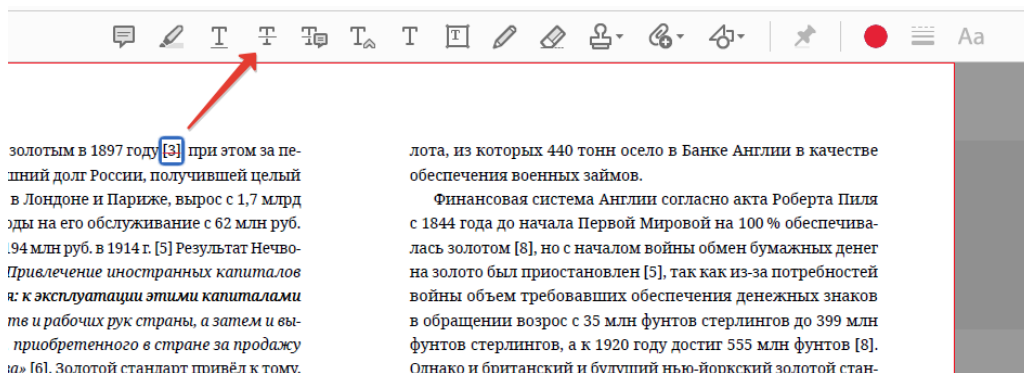 Aa
золотым в 1897 году [3], при этом за пе-
шний долг России, получившей целый
в Лондоне и Париже, вырос с 1,7 млрд
оды на его обслуживание с 62 млн руб.
194 млн руб. в 1914 г. [5] Результат Нечво-
Привлечение иностранных капиталов
я: к эксплуатации этими капиталами
тв и рабочих рук страны, а затем и вы-
приобретенного в стране за продажу
ва» [6]. Золотой стандарт привёл к тому,
лота, из которых 440 тонн осело в Банке Англии в качестве
обеспечения военных займов.
Финансовая система Англии согласно акта Роберта Пиля
с 1844 года до начала Первой Мировой на 100 % обеспечива-
лась золотом [8], но с началом войны обмен бумажных денег
на золото был приостановлен [5], так как из-за потребностей
войны объем требовавших обеспечения денежных знаков
в обращении возрос с 35 млн фунтов стерлингов до 399 млн
фунтов стерлингов, а к 1920 году достиг 555 млн фунтов [8].
Однако и британский и будущий нью-йоркский золотой стан-